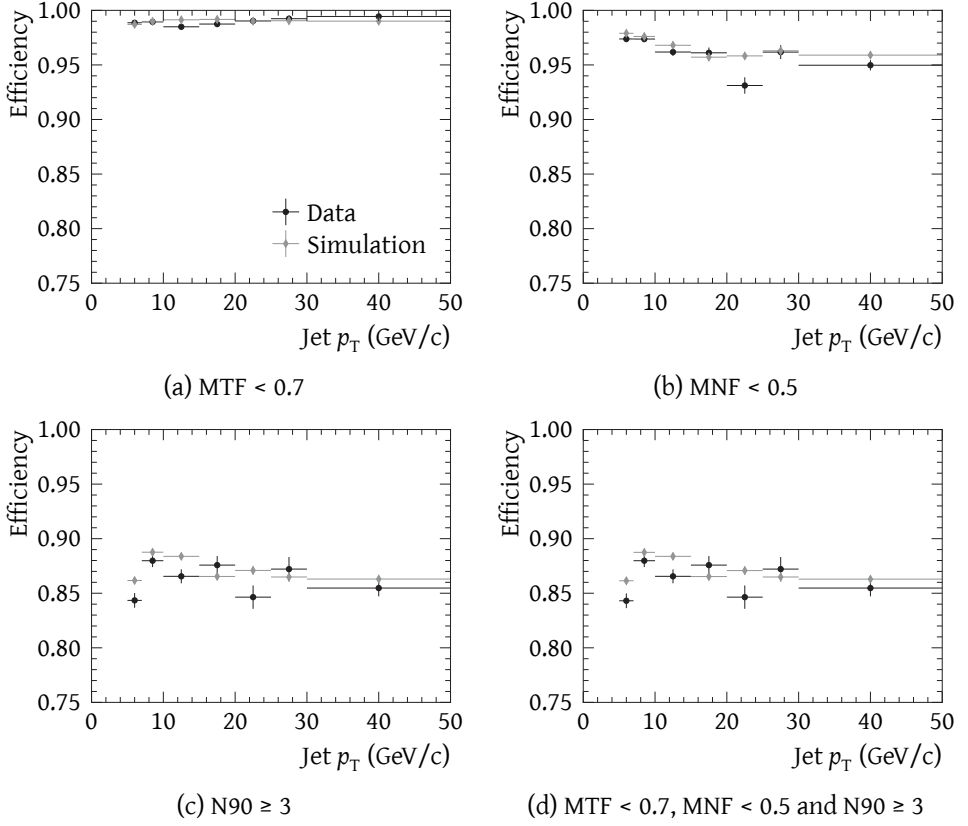 Efficiency
1.00
0.95
0.90
0.85
0.80
0.75
Data
Simulation
0 10 20 30 40 50
Jet pT (GeV/c)
(a) MTF < 0.7
Efficiency
1.00
0.95
0.90
0.85
0.80
0.75
0 10 20 30 40 50
Jet pT (GeV/c)
(b) MNF < 0.5
Efficiency
1.00
0.95
0.90
0.85
0.80
0.75
0 10 20 30 40 50
Jet pT (GeV/c)
(c) N90 ≥ 3
Efficiency
1.00
0.95
0.90
0.85
0.80
0.75
0 10 20 30 40 50
Jet pT (GeV/c)
(d) MTF < 0.7, MNF < 0.5 and N90 ≥ 3